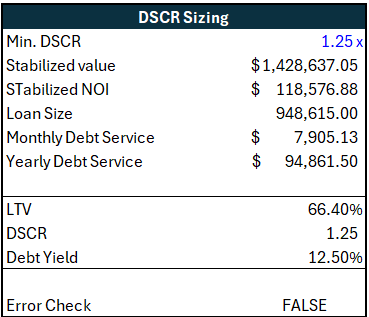 DSCR Sizing
Min. DSCR 1.25 x
Stabilized value $1,428,637.05
STabilized NOI $ 118,576.88
Loan Size 948,615.00
Monthly Debt Service $ 7,905.13
Yearly Debt Service $ 94,861.50
LTV 66.40%
DSCR 1.25
Debt Yield 12.50%
Error Check FALSE